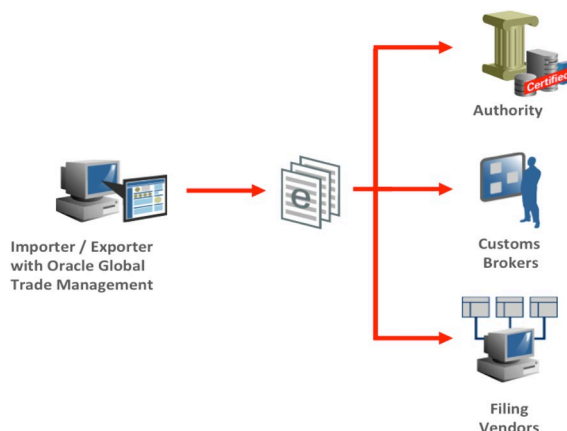 Certified
Authority
e
Importer / Exporter
with Oracle Global
Trade Management
Customs
Brokers
Filing
Vendors